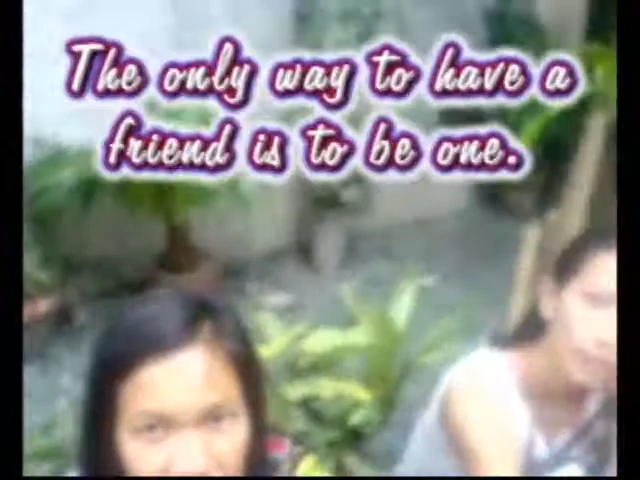 The only way to have a
friend is to be one.